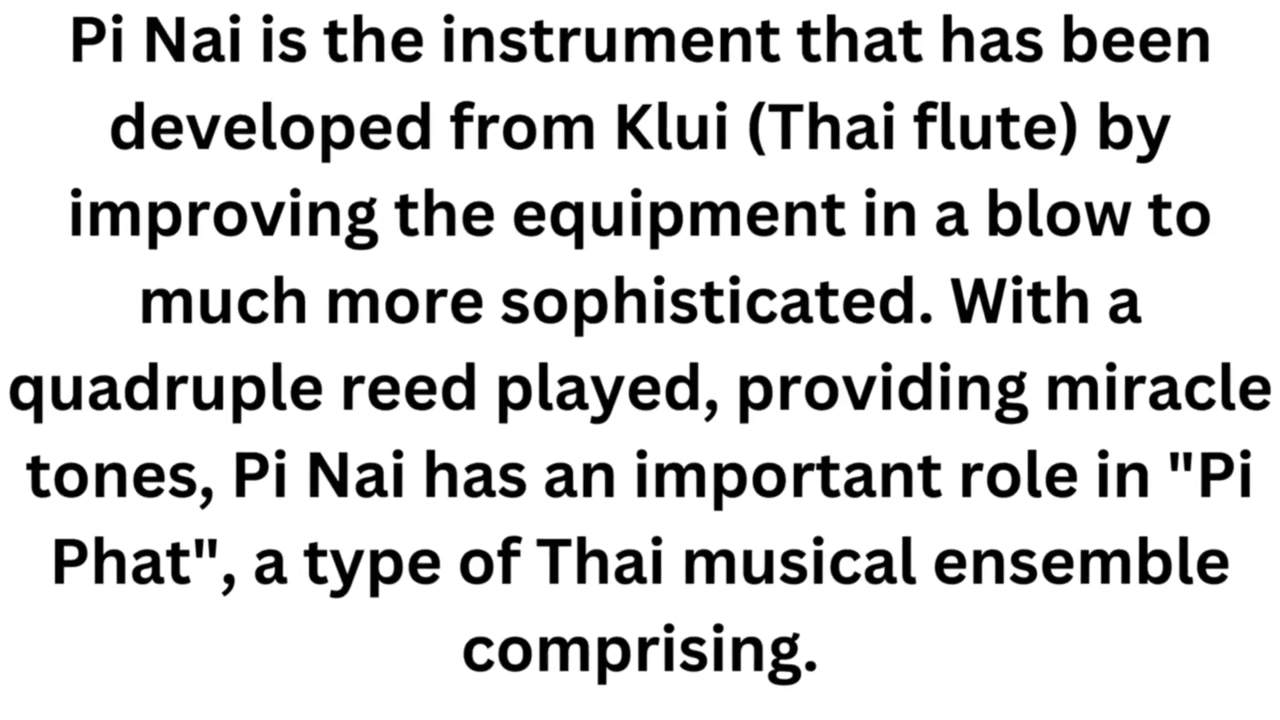 Pi Nai is the instrument that has been
developed from Klui (Thai flute) by
improving the equipment in a blow to
much more sophisticated. With a
quadruple reed played, providing miracle
tones, Pi Nai has an important role in "Pi
Phat", a type of Thai musical ensemble
comprising.